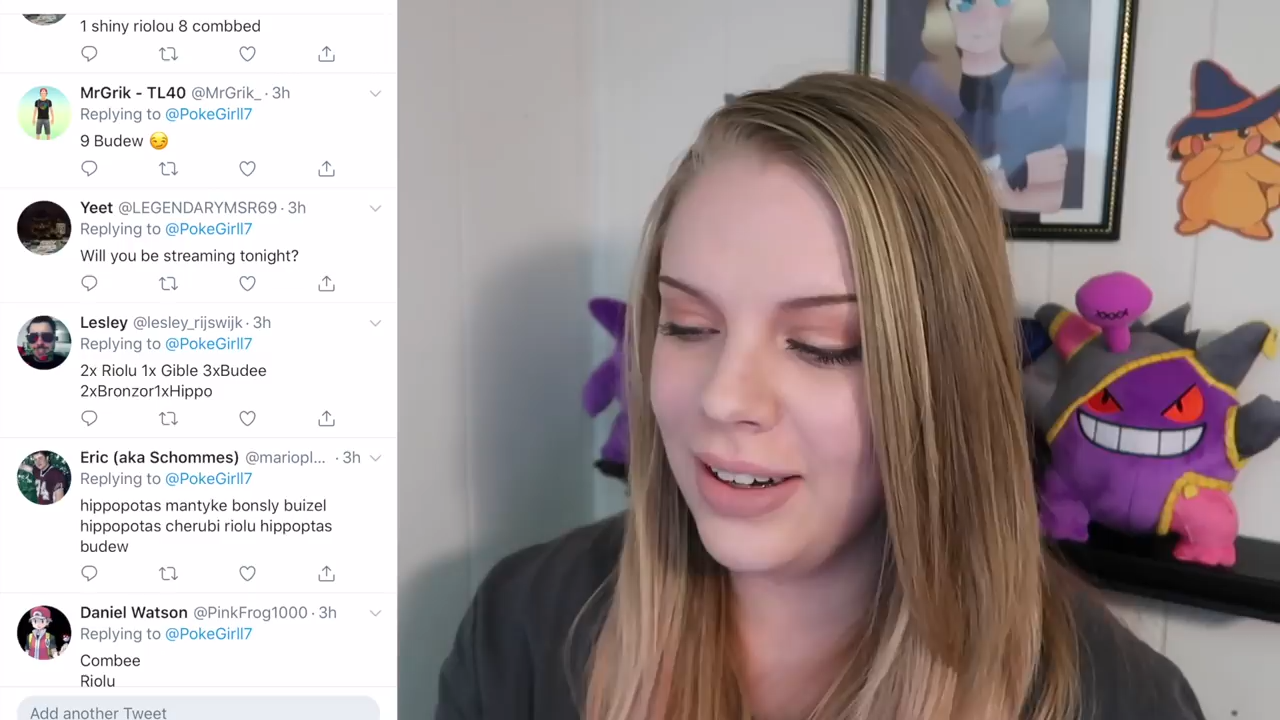 1 shiny riolou 8 combbed
MrGrik - TL40 @MrGrik_ · 3h
Replying to @PokeGirll7
9 Budew 😏
Yeet @LEGENDARYMSR69 · 3h
Replying to @PokeGirll7
Will you be streaming tonight?
Lesley @lesley_rijswijk · 3h
Replying to @PokeGirll7
2x Riolu 1x Gible 3xBudee
2xBronzor1xHippo
Eric (aka Schommes) @mariopl... · 3h
Replying to @PokeGirll7
hippopotas mantyke bonsly buizel
hippopotas cherubi riolu hippoptas
budew
Daniel Watson @PinkFrog1000 · 3h
Replying to @PokeGirll7
Combee
Riolu
Add another Tweet